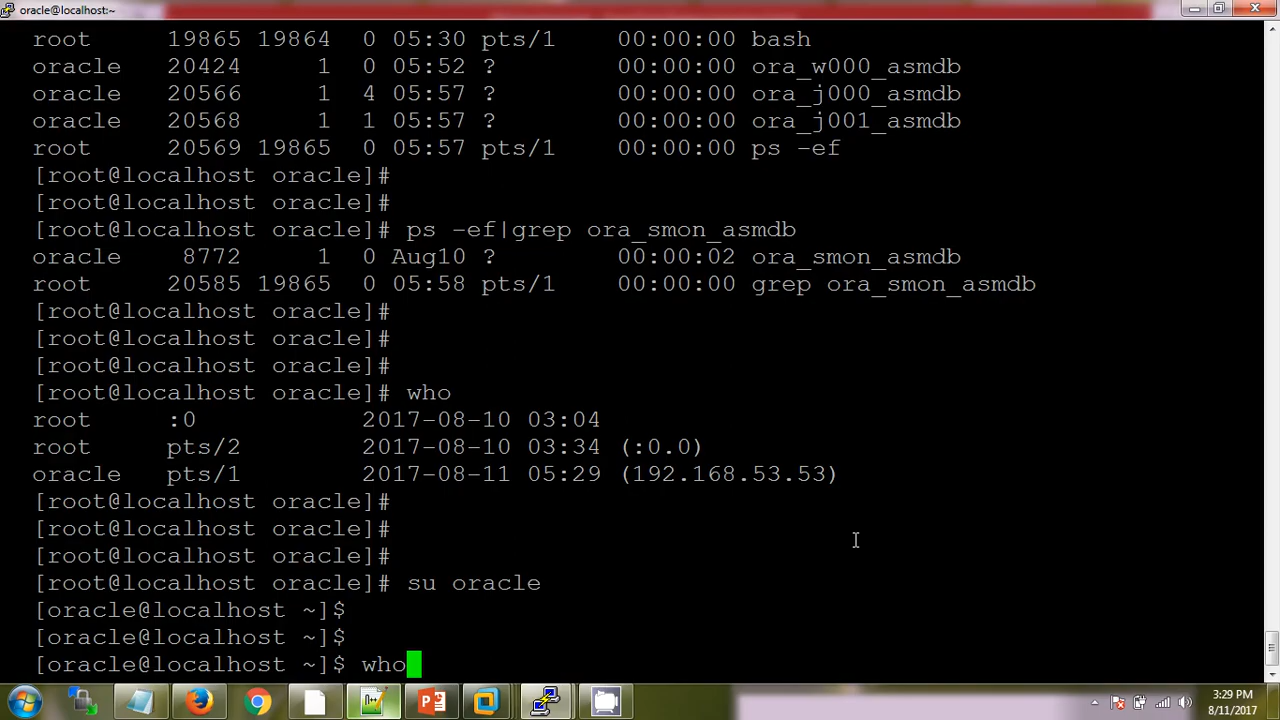 oracle@localhost:~
root     19865 19864  0 05:30 pts/1    00:00:00 bash
oracle   20424     1  0 05:52 ?        00:00:00 ora_w000_asmdb
oracle   20566     1  4 05:57 ?        00:00:00 ora_j000_asmdb
oracle   20568     1  1 05:57 ?        00:00:00 ora_j001_asmdb
root     20569 19865  0 05:57 pts/1    00:00:00 ps -ef
[root@localhost oracle]#
[root@localhost oracle]#
[root@localhost oracle]# ps -ef|grep ora_smon_asmdb
oracle    8772     1  0 Aug10 ?        00:00:02 ora_smon_asmdb
root     20585 19865  0 05:58 pts/1    00:00:00 grep ora_smon_asmdb
[root@localhost oracle]#
[root@localhost oracle]#
[root@localhost oracle]#
[root@localhost oracle]# who
root     :0           2017-08-10 03:04
root     pts/2        2017-08-10 03:34 (:0.0)
oracle   pts/1        2017-08-11 05:29 (192.168.53.53)
[root@localhost oracle]#
[root@localhost oracle]#
[root@localhost oracle]#
[root@localhost oracle]# su oracle
[oracle@localhost ~]$
[oracle@localhost ~]$
[oracle@localhost ~]$ who
3:29 PM
8/11/2017